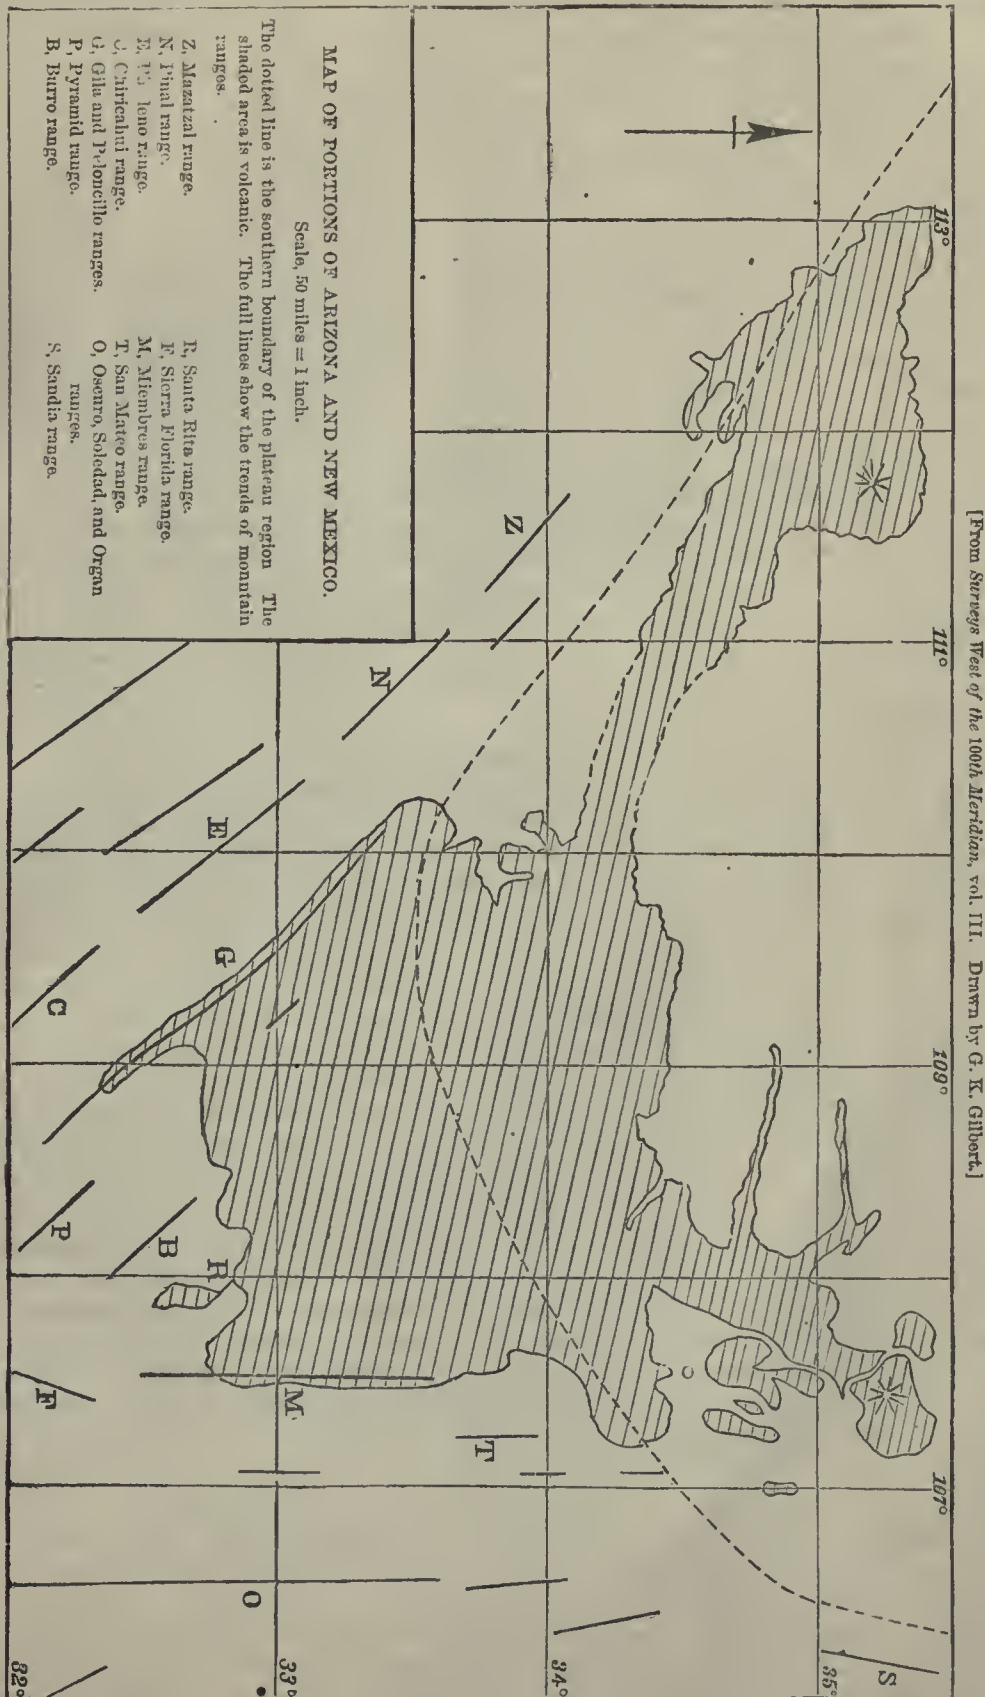 [From Surveys West of the 100th Meridian, vol. III. Drawn by G. K. Gilbert.]
113°
111°
109°
107°
35°
34°
33°
32°
Z
N
E
G
C
P
B
R
M
F
T
O
S
MAP OF PORTIONS OF ARIZONA AND NEW MEXICO.
Scale, 50 miles = 1 inch.
The dotted line is the southern boundary of the plateau region The
shaded area is volcanic. The full lines show the trends of monntain
ranges.
Z, Mazatzal range.
N, Pinal range.
range.
Chiricahui range.
G, Gila and Peloncillo ranges.
P, Pyramid range.
B, Burro range.
R, Santa Rita range.
F, Sierra Florida range.
M, Miembres range.
T, San Mateo range.
O, Oscuro, Soledad, and Organ
ranges.
S, Sandia range.